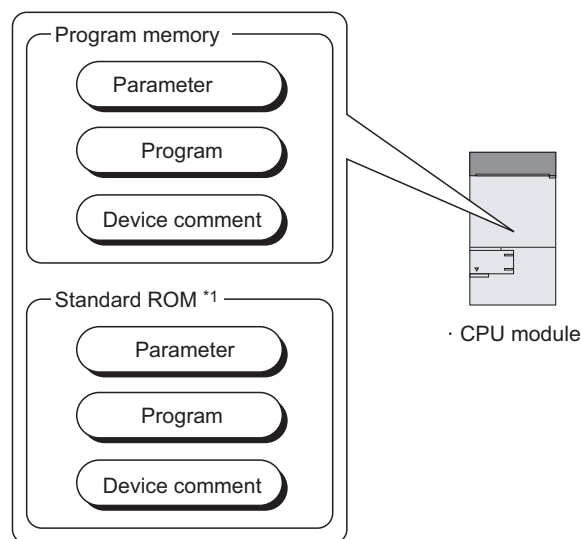 Program memory
Parameter
Program
Device comment
Standard ROM *1
Parameter
Program
Device comment
· CPU module